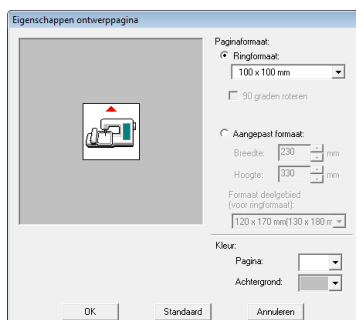 Eigenschappen ontwerppagina
Paginaformaat:
Ringformaat:
100 x 100 mm
90 graden roteren
Aangepast formaat:
Breedte: 230 mm
Hoogte: 330 mm
Formaat deelgebied
(voor ringformaat):
120 x 170 mm(130 x 180 m
Kleur:
Pagina:
Achtergrond:
OK Standaard Annuleren